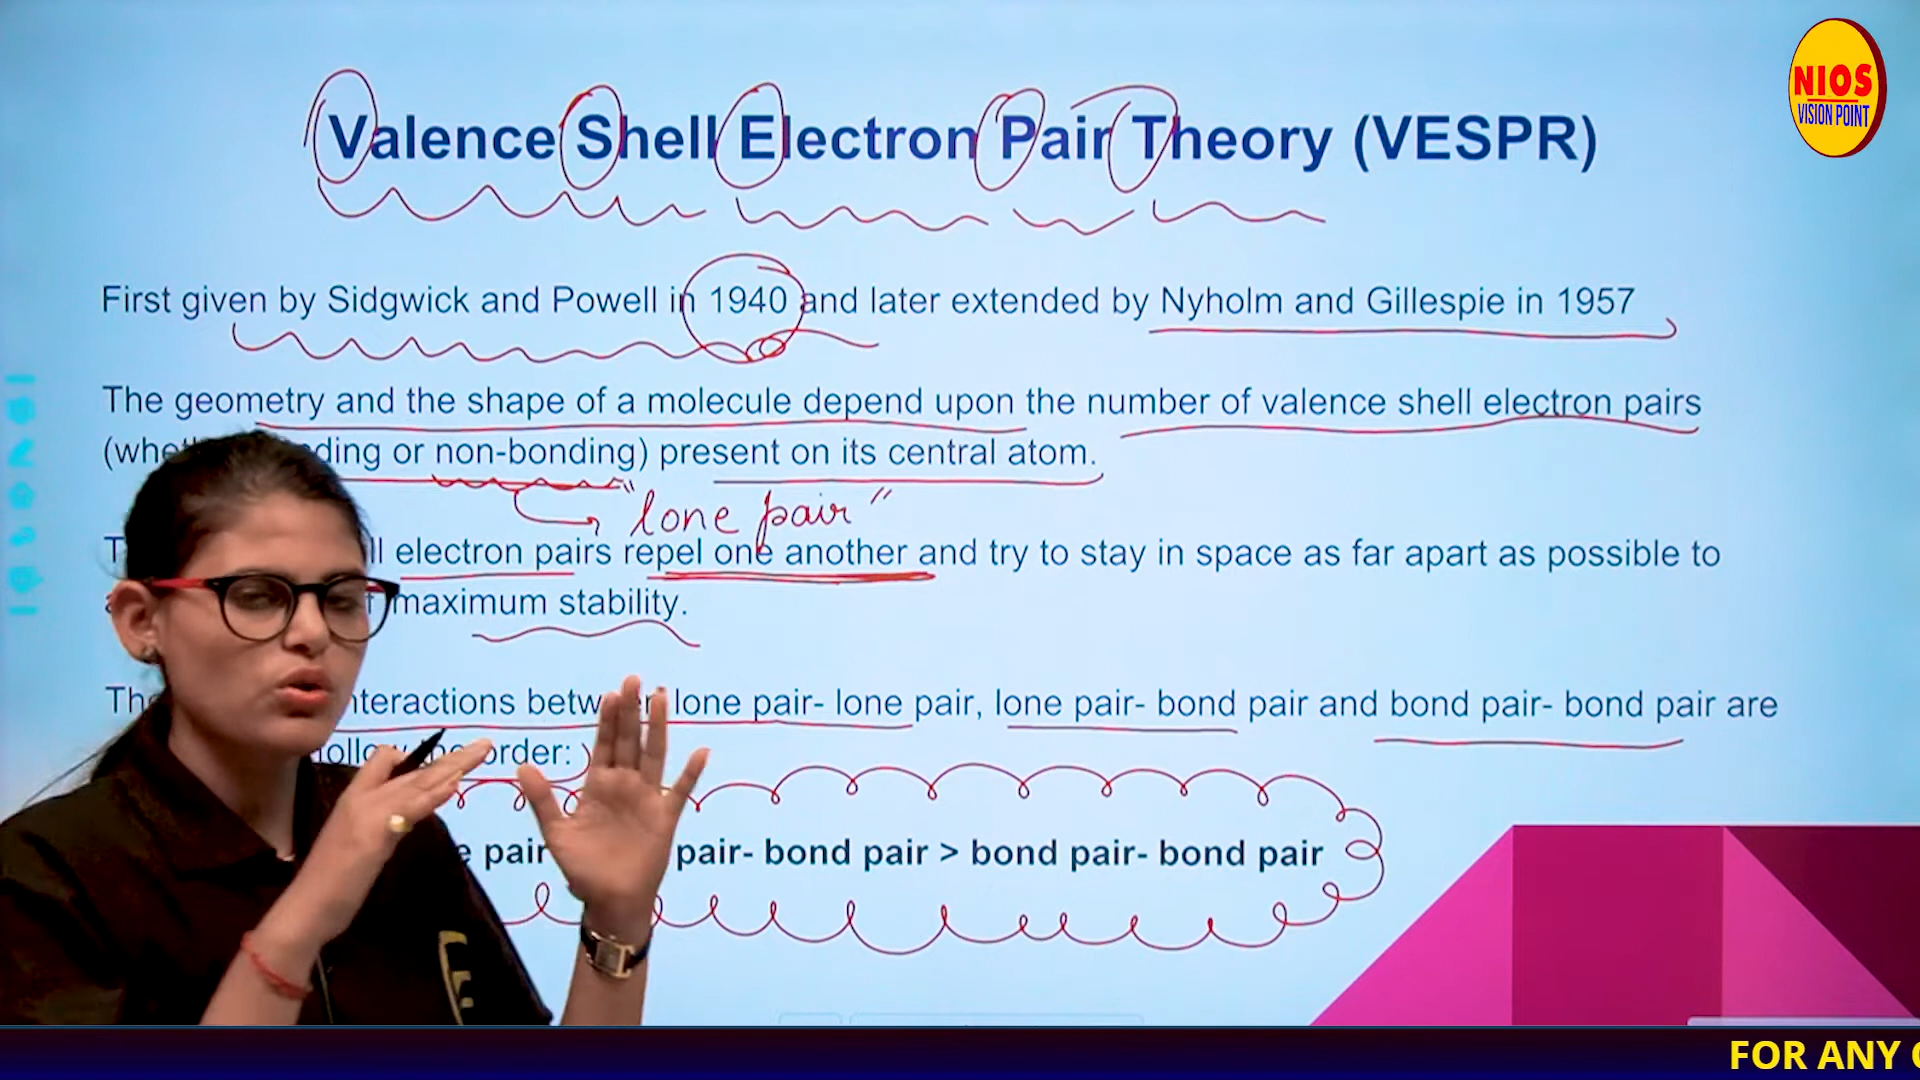 NIOS
VISION POINT
Valence Shell Electron Pair Theory (VESPR)
First given by Sidgwick and Powell in 1940 and later extended by Nyholm and Gillespie in 1957
The geometry and the shape of a molecule depend upon the number of valence shell electron pairs
or non-bonding) present on its central atom.
"lone pair"
electron pairs repel one another and try to stay in space as far apart as possible to
maximum stability.
lone pair- lone pair, lone pair- bond pair and bond pair- bond pair are
order:
pair pair- bond pair > bond pair- bond pair
FOR ANY